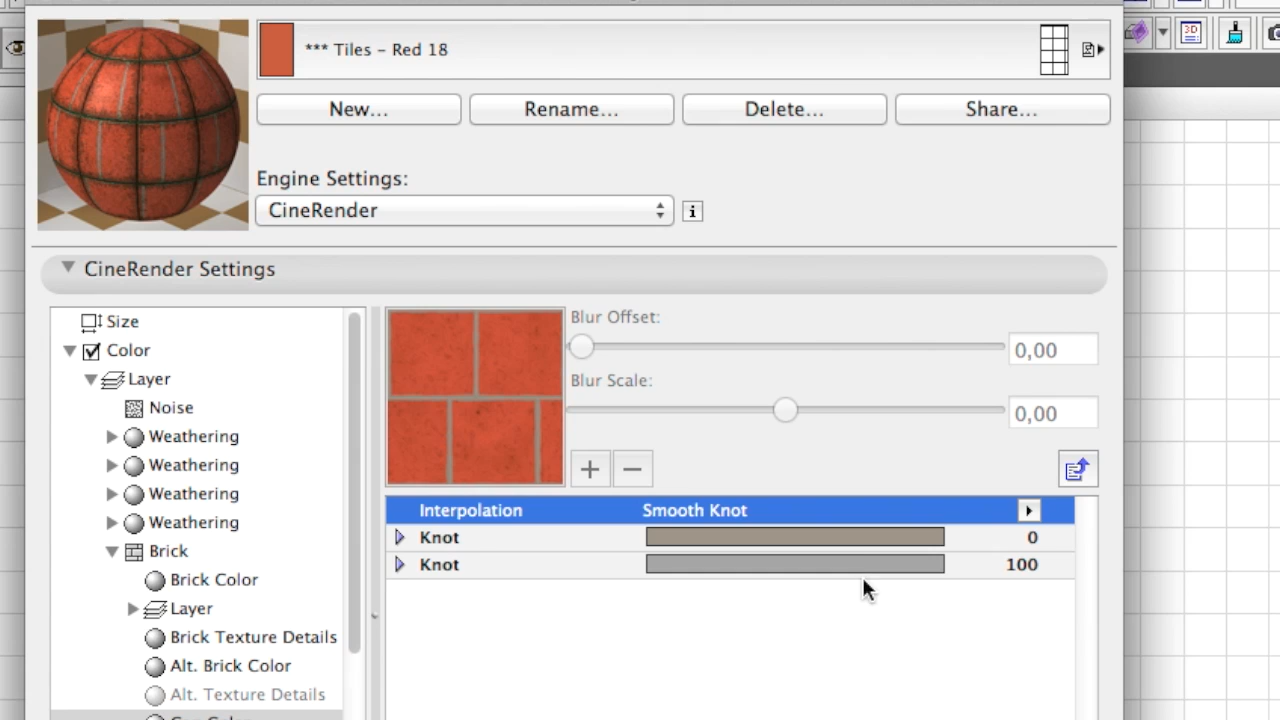 *** Tiles – Red 18
New...
Rename...
Delete...
Share...
Engine Settings:
CineRender
i
CineRender Settings
Size
Color
Layer
Noise
Weathering
Weathering
Weathering
Weathering
Brick
Brick Color
Layer
Brick Texture Details
Alt. Brick Color
Alt. Texture Details
Blur Offset:
0,00
Blur Scale:
0,00
Interpolation Smooth Knot
Knot 0
Knot 100
3D